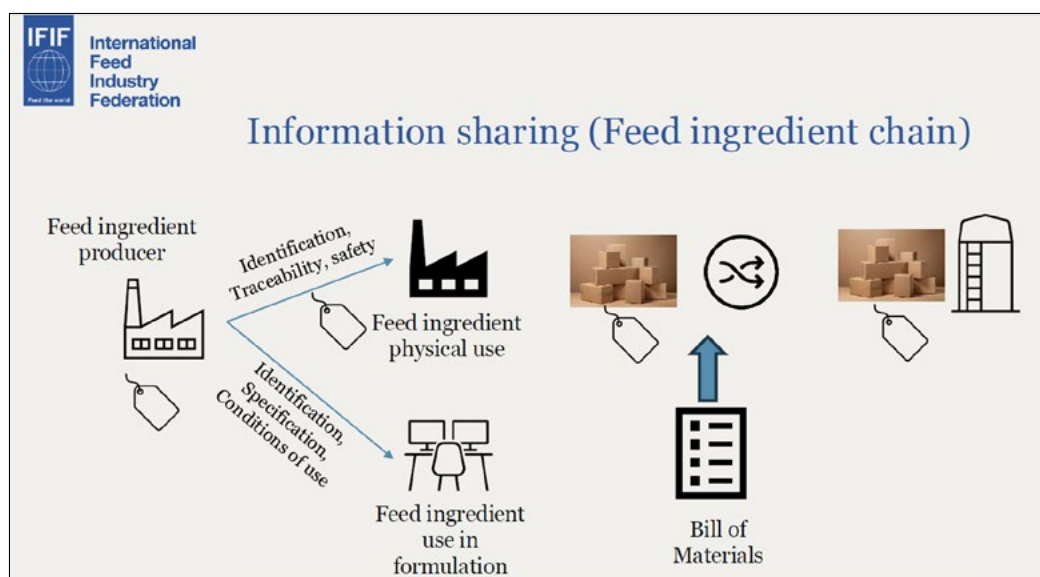 IFIF
Feed the world
International
Feed
Industry
Federation
Information sharing (Feed ingredient chain)
Feed ingredient
producer
Identification,
Traceability, safety
Feed ingredient
physical use
Identification,
Specification,
Conditions of use
Feed ingredient
use in
formulation
Bill of
Materials